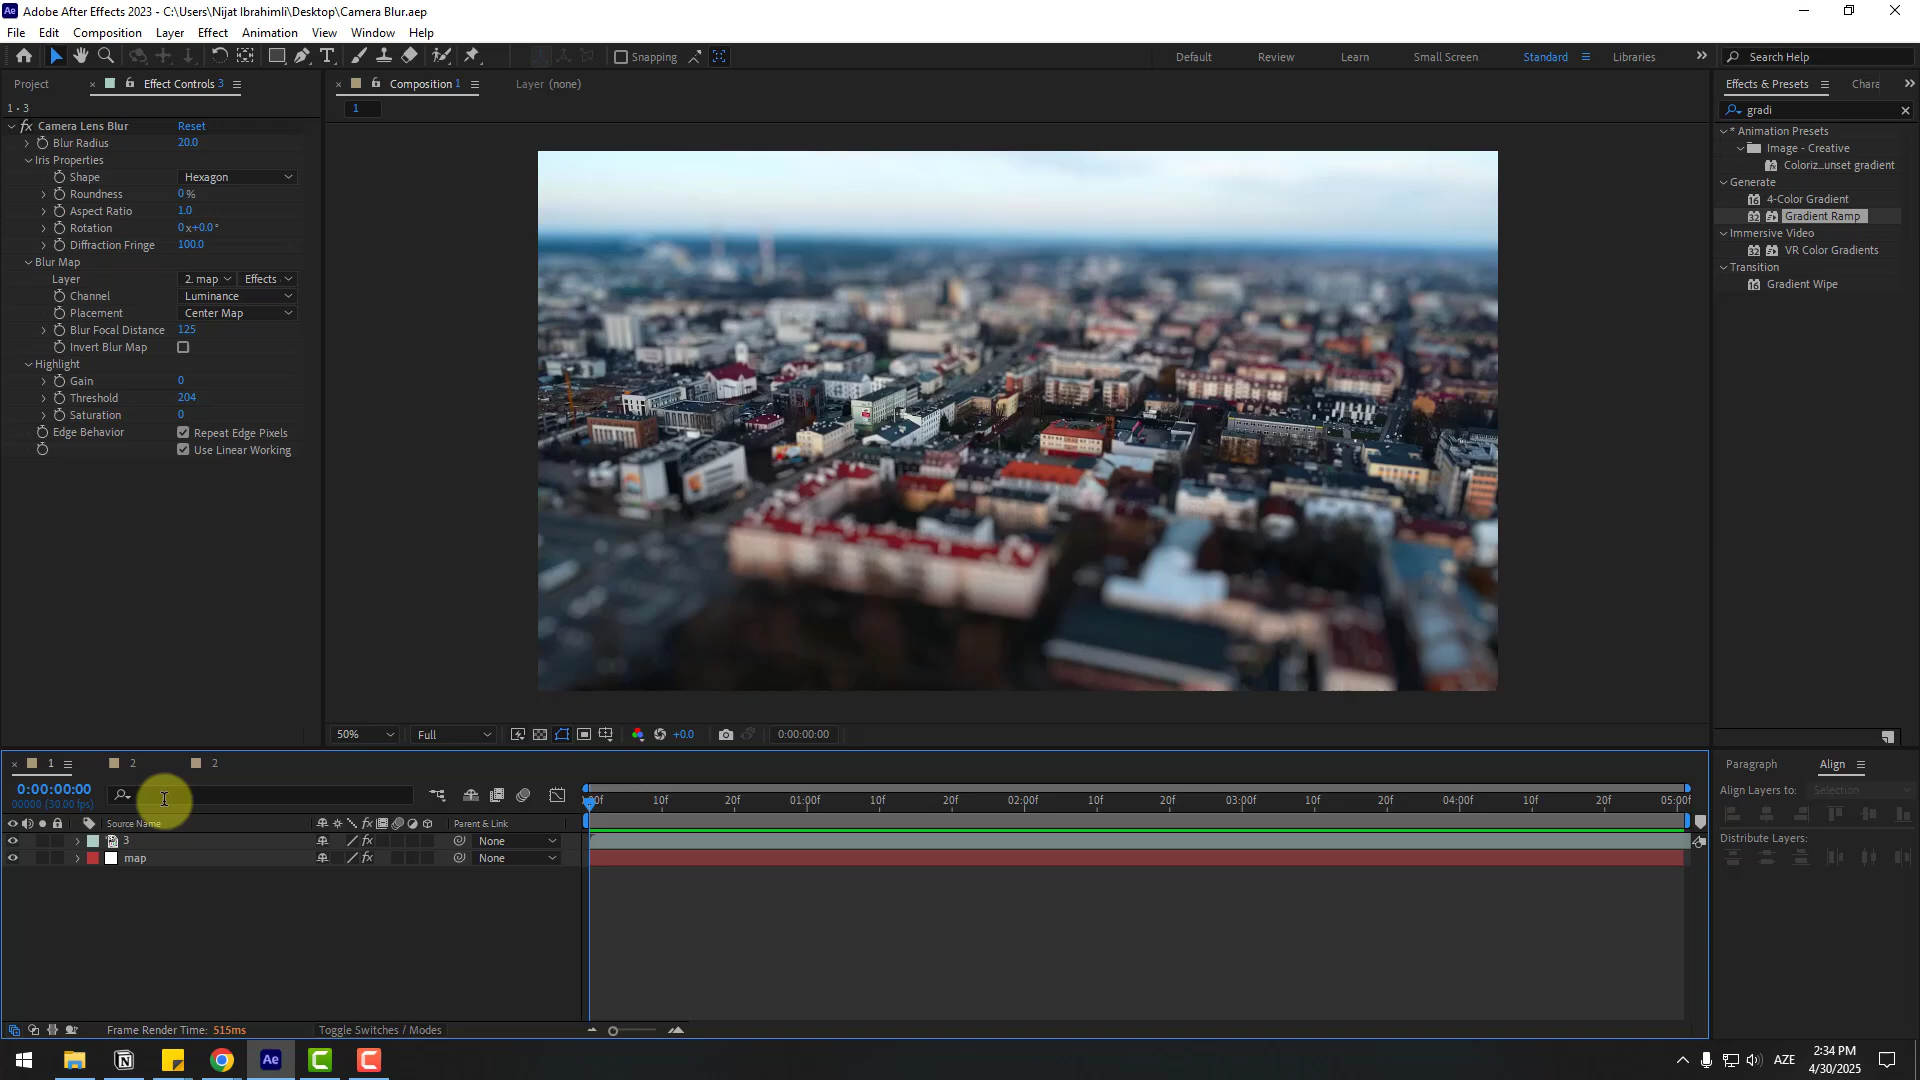 Adobe After Effects 2023 - C:\Users\Nijat Ibrahimli\Desktop\Camera Blur.aep
File Edit Composition Layer Effect Animation View Window Help
Snapping Default Review Learn Small Screen Standard Libraries Search Help
Project Effect Controls 3 Composition 1 Layer (none) Effects & Presets Chara
1 • 3 1 gradi
fx Camera Lens Blur Reset
Blur Radius 20.0
Iris Properties
Shape Hexagon
Roundness 0 %
Aspect Ratio 1.0
Rotation 0 x+0.0 °
Diffraction Fringe 100.0
Blur Map
Layer 2. map Effects
Channel Luminance
Placement Center Map
Blur Focal Distance 125
Invert Blur Map
Highlight
Gain 0
Threshold 204
Saturation 0
Edge Behavior Repeat Edge Pixels
Use Linear Working
* Animation Presets
Image - Creative
Coloriz...unset gradient
Generate
4-Color Gradient
Gradient Ramp
Immersive Video
VR Color Gradients
Transition
Gradient Wipe
50% Full +0.0 0:00:00:00
1 2 2
0:00:00:00
00000 (30.00 fps)
Source Name Parent & Link
3 None
map None
:00f 10f 20f 01:00f 10f 20f 02:00f 10f 20f 03:00f 10f 20f 04:00f 10f 20f 05:00f
Frame Render Time: 515ms Toggle Switches / Modes
Paragraph Align
Align Layers to: Selection
Distribute Layers:
Ae AZE 2:34 PM
4/30/2025